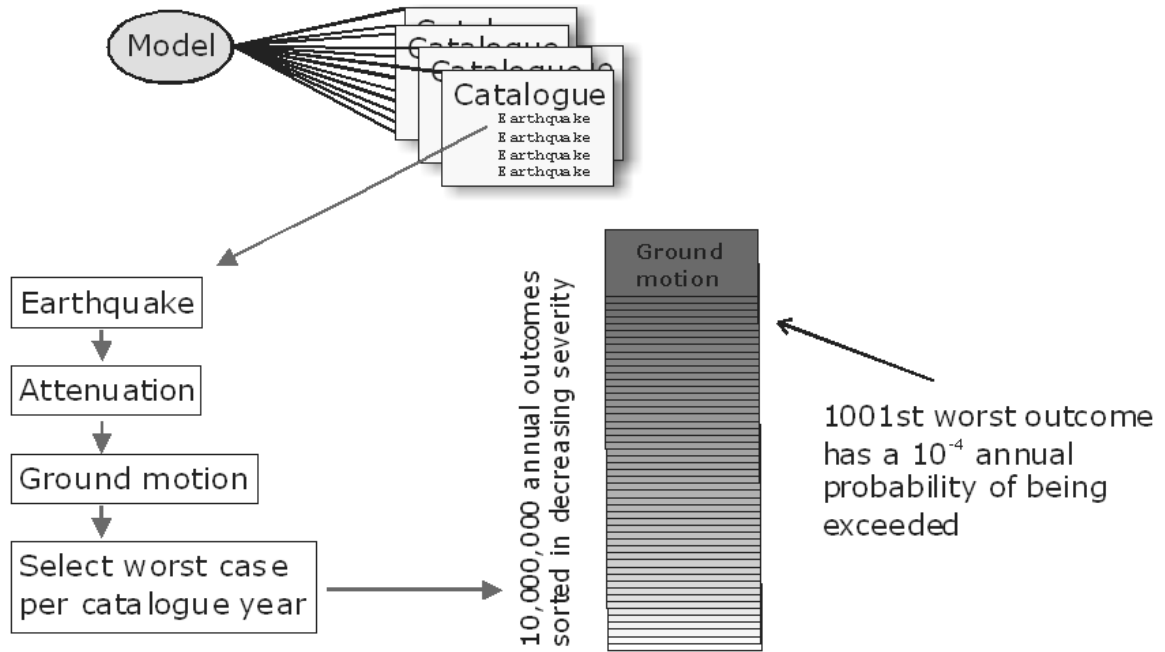 Model
Catalogue
Catalogue
Catalogue
Catalogue
Earthquake
Earthquake
Earthquake
Earthquake
Earthquake
Attenuation
Ground motion
Select worst case
per catalogue year
10,000,000 annual outcomes
sorted in decreasing severity
Ground
motion
1001st worst outcome
has a 10⁻⁴ annual
probability of being
exceeded